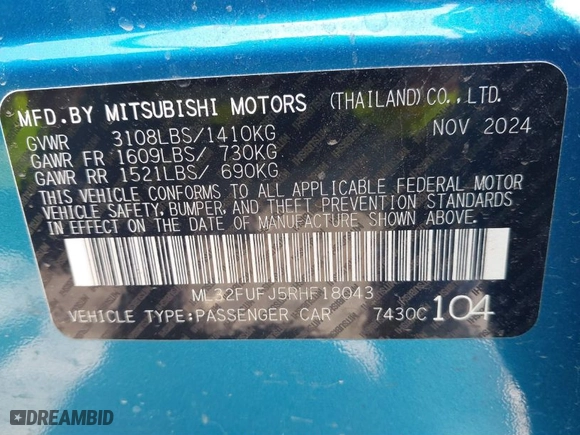 MFD.BY MITSUBISHI MOTORS (THAILAND)CO.,LTD.
GVWR 3108LBS/1410KG NOV 2024
GAWR FR 1609LBS/ 730KG
GAWR RR 1521LBS/ 690KG
THIS VEHICLE CONFORMS TO ALL APPLICABLE FEDERAL MOTOR
VEHICLE SAFETY, BUMPER, AND THEFT PREVENTION STANDARDS
IN EFFECT ON THE DATE OF MANUFACTURE SHOWN ABOVE.
ML32FUFJ5RHF18043
VEHICLE TYPE:PASSENGER CAR 7430C 104
DREAMBID